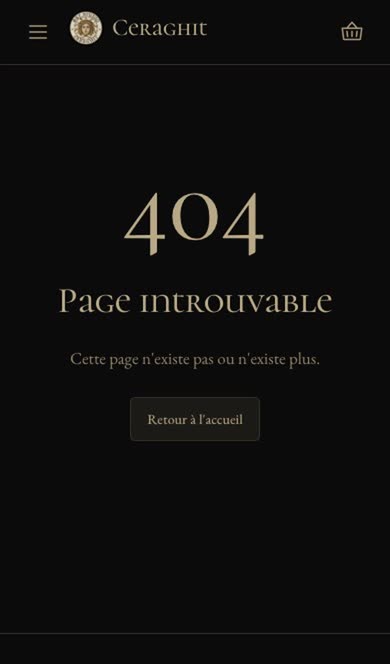 Ceraghit
404
Page introuvable
Cette page n'existe pas ou n'existe plus.
Retour à l'accueil